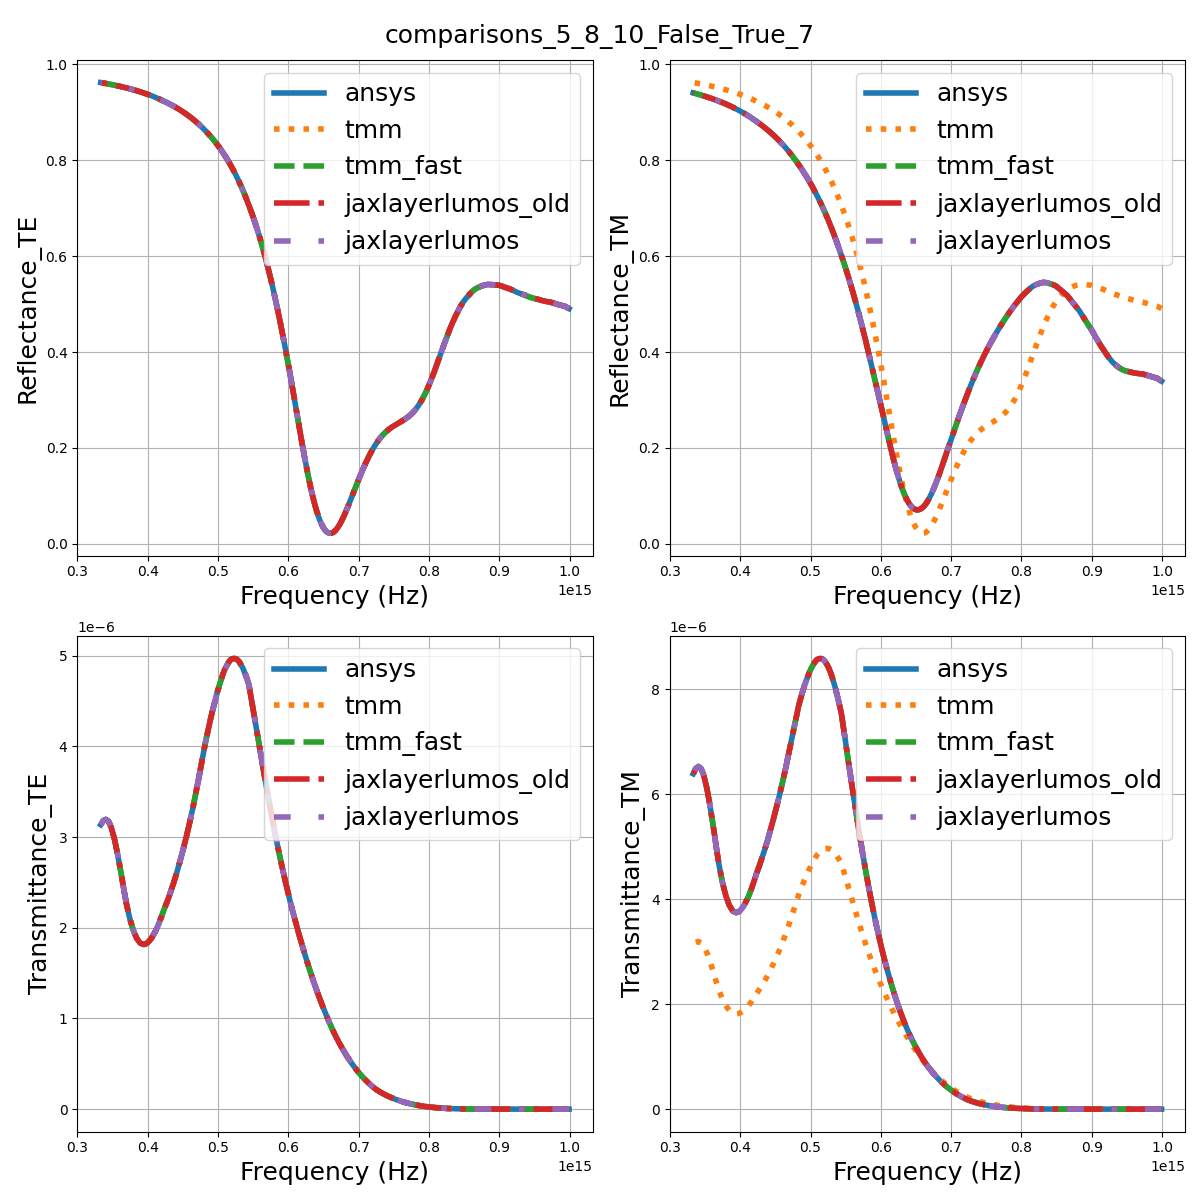 comparisons_5_8_10_False_True_7
1.0
0.8
0.6
0.4
0.2
0.0
Reflectance_TE
ansys
tmm
tmm_fast
jaxlayerlumos_old
jaxlayerlumos
0.3 0.4 0.5 0.6 0.7 0.8 0.9 1.0
1e15
Frequency (Hz)
1.0
0.8
0.6
0.4
0.2
0.0
Reflectance_TM
ansys
tmm
tmm_fast
jaxlayerlumos_old
jaxlayerlumos
0.3 0.4 0.5 0.6 0.7 0.8 0.9 1.0
1e15
Frequency (Hz)
1e−6
5
4
3
2
1
0
Transmittance_TE
ansys
tmm
tmm_fast
jaxlayerlumos_old
jaxlayerlumos
0.3 0.4 0.5 0.6 0.7 0.8 0.9 1.0
1e15
Frequency (Hz)
1e−6
8
6
4
2
0
Transmittance_TM
ansys
tmm
tmm_fast
jaxlayerlumos_old
jaxlayerlumos
0.3 0.4 0.5 0.6 0.7 0.8 0.9 1.0
1e15
Frequency (Hz)